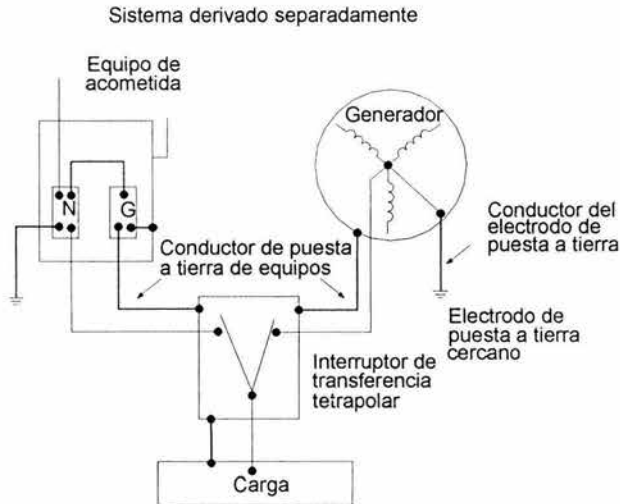 Sistema derivado separadamente
Equipo de
acometida
Generador
N
G
Conductor de puesta
a tierra de equipos
Conductor del
electrodo de
puesta a tierra
Electrodo de
puesta a tierra
cercano
Interruptor de
transferencia
tetrapolar
Carga